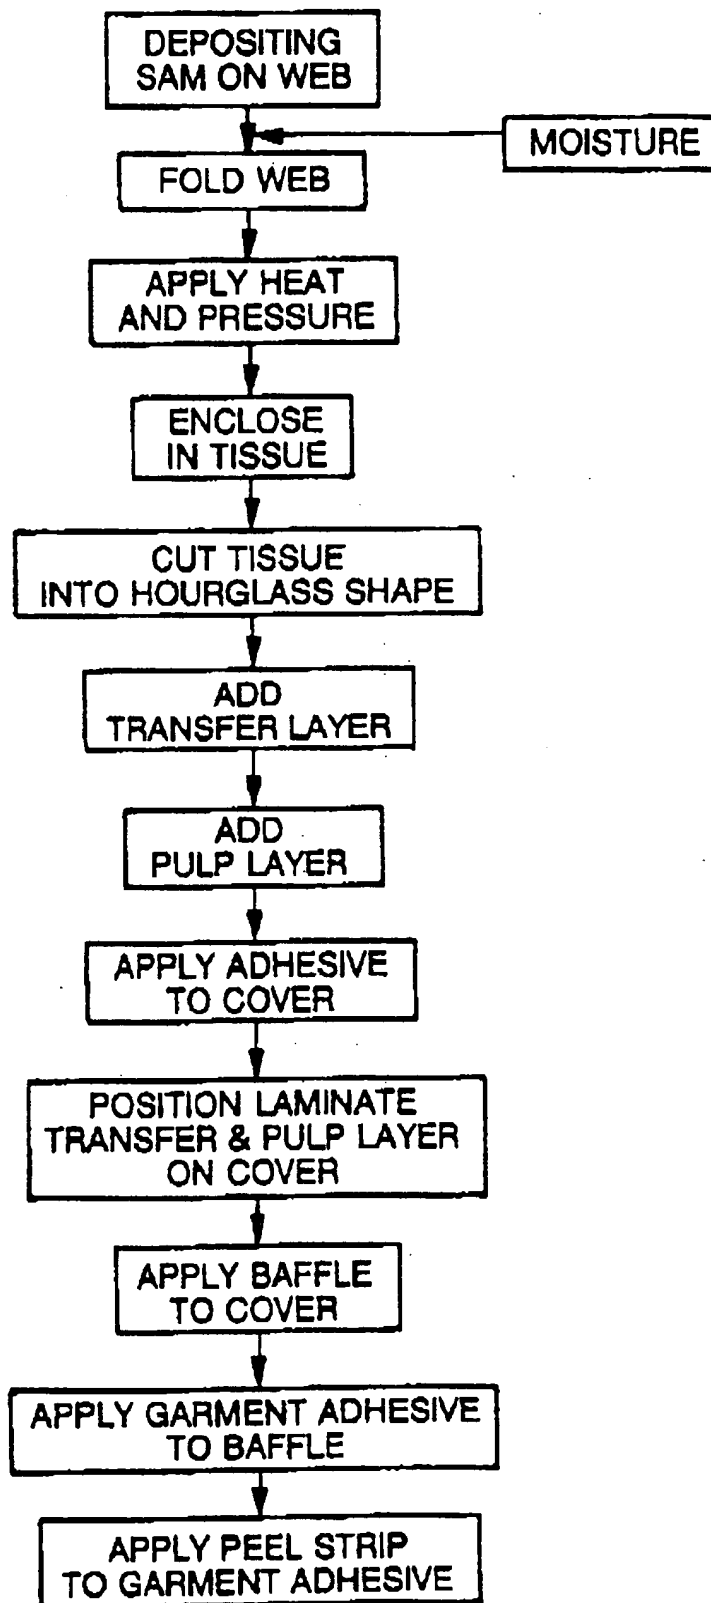 DEPOSITING
SAM ON WEB
MOISTURE
FOLD WEB
APPLY HEAT
AND PRESSURE
ENCLOSE
IN TISSUE
CUT TISSUE
INTO HOURGLASS SHAPE
ADD
TRANSFER LAYER
ADD
PULP LAYER
APPLY ADHESIVE
TO COVER
POSITION LAMINATE
TRANSFER & PULP LAYER
ON COVER
APPLY BAFFLE
TO COVER
APPLY GARMENT ADHESIVE
TO BAFFLE
APPLY PEEL STRIP
TO GARMENT ADHESIVE